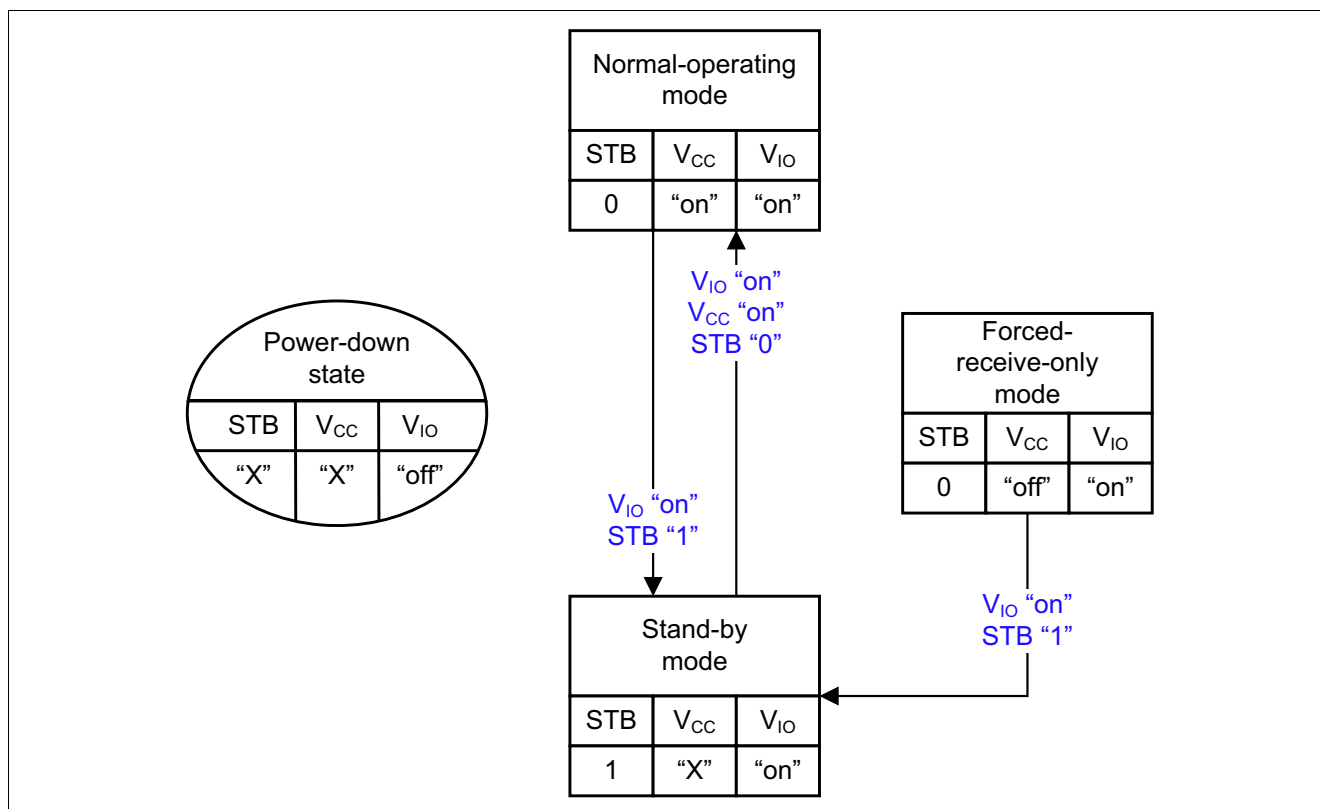 Normal-operating
mode
STB VCC VIO
0 “on” “on”
VIO “on”
VCC “on”
STB “0”
Power-down
state
STB VCC VIO
“X” “X” “off”
Forced-
receive-only
mode
STB VCC VIO
0 “off” “on”
VIO “on”
STB “1”
VIO “on”
STB “1”
Stand-by
mode
STB VCC VIO
1 “X” “on”